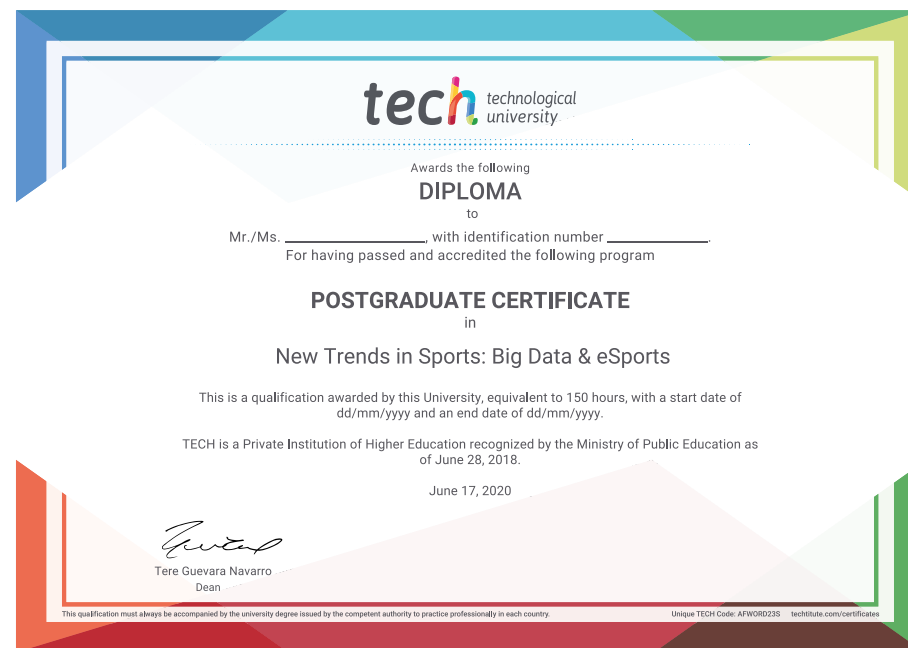 tech technological
university
Awards the following
DIPLOMA
to
Mr./Ms. ____________, with identification number ____________.
For having passed and accredited the following program
POSTGRADUATE CERTIFICATE
in
New Trends in Sports: Big Data & eSports
This is a qualification awarded by this University, equivalent to 150 hours, with a start date of
dd/mm/yyyy and an end date of dd/mm/yyyy.
TECH is a Private Institution of Higher Education recognized by the Ministry of Public Education as
of June 28, 2018.
June 17, 2020
Tere Guevara Navarro
Dean
This qualification must always be accompanied by the university degree issued by the competent authority to practice professionally in each country.
Unique TECH Code: AFWORD23S techtitute.com/certificates